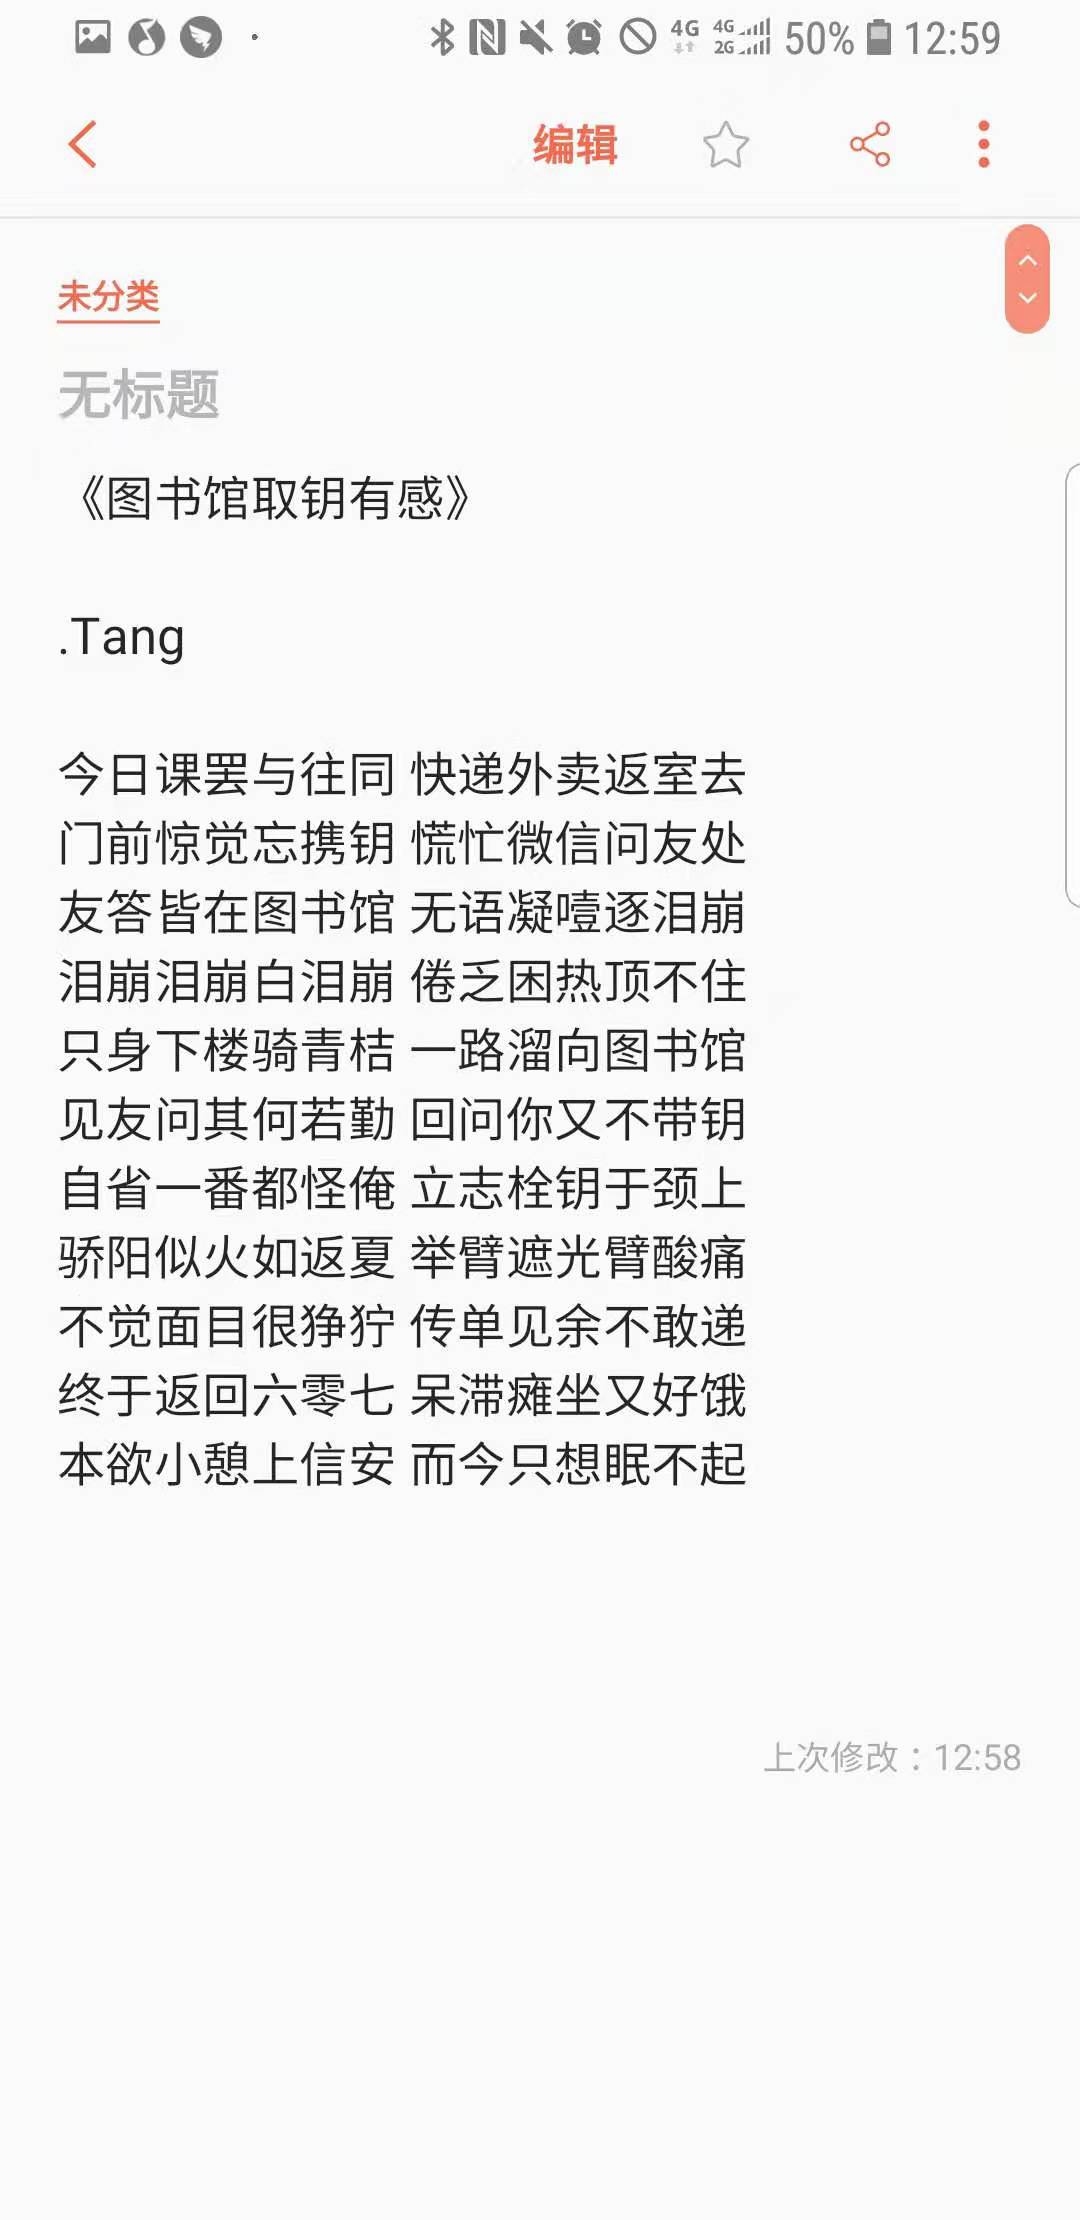 4G 4G 2G 50% 12:59
编辑
未分类
无标题
《图书馆取钥有感》
.Tang
今日课罢与往同 快递外卖返室去
门前惊觉忘携钥 慌忙微信问友处
友答皆在图书馆 无语凝噎逐泪崩
泪崩泪崩白泪崩 倦乏困热顶不住
只身下楼骑青桔 一路溜向图书馆
见友问其何若勤 回问你又不带钥
自省一番都怪俺 立志栓钥于颈上
骄阳似火如返夏 举臂遮光臂酸痛
不觉面目很狰狞 传单见余不敢递
终于返回六零七 呆滞瘫坐又好饿
本欲小憩上信安 而今只想眠不起
上次修改：12:58